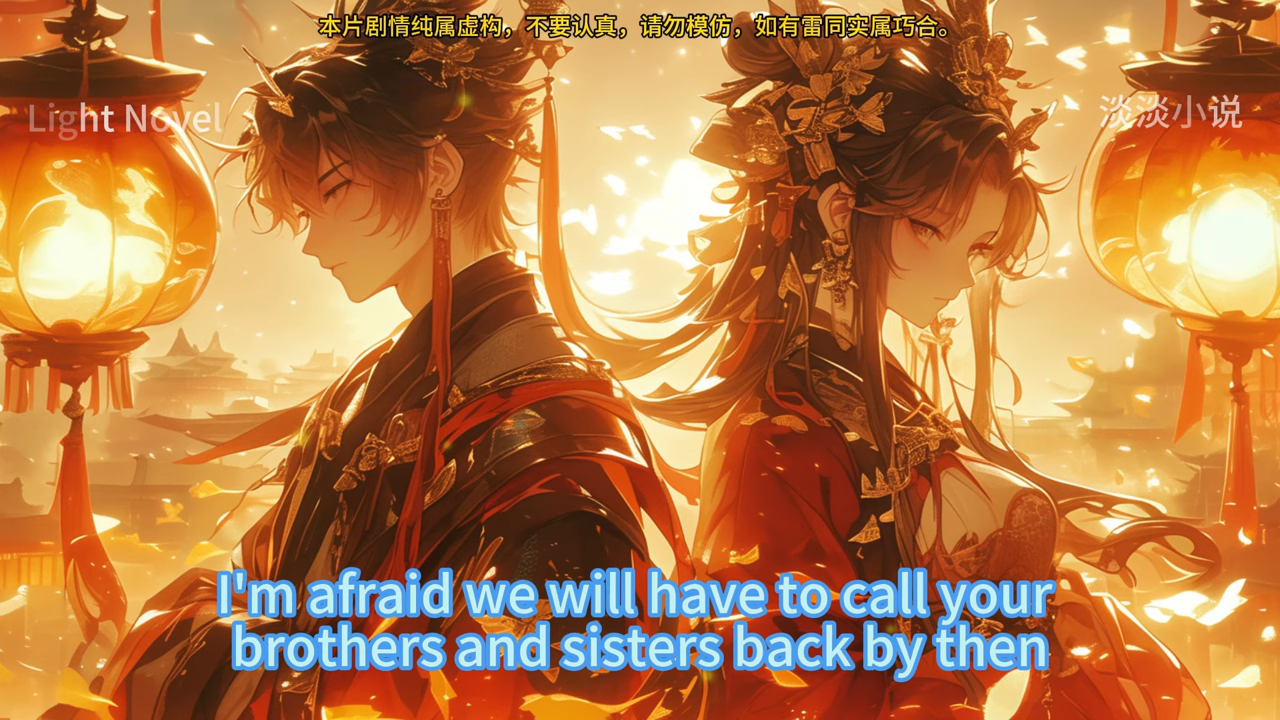 本片剧情纯属虚构，不要认真，请勿模仿，如有雷同实属巧合。
Light Novel
淡淡小说
I'm afraid we will have to call your
brothers and sisters back by then